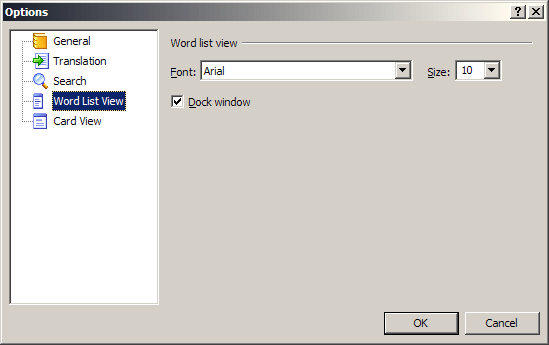 Options
General
Translation
Search
Word List View
Card View
Word list view
Font: Arial Size: 10
Dock window
OK Cancel